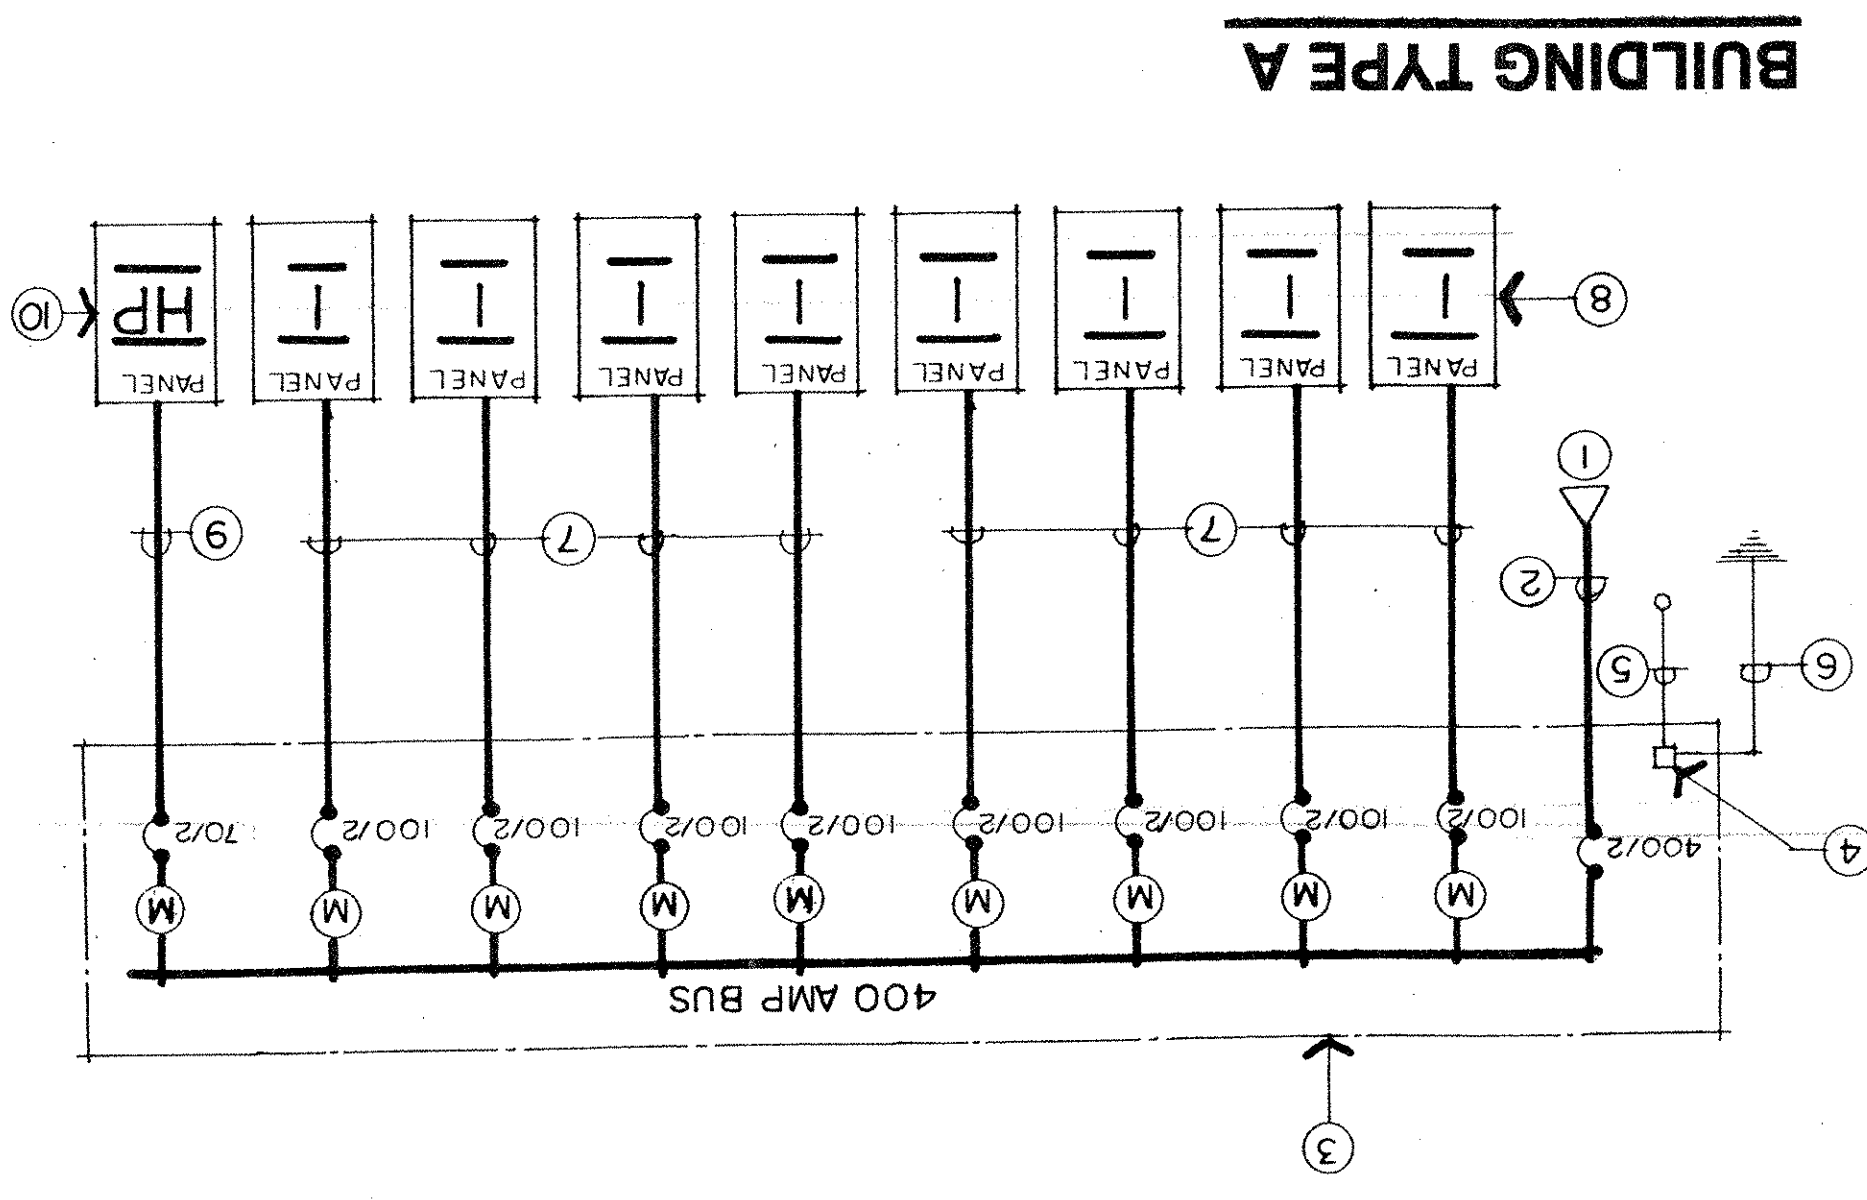 3
400 AMP BUS
M M M M M M M M M
4 400/2 100/2 100/2 100/2 100/2 100/2 100/2 100/2 100/2 70/2
6 5
2 7 7 9
1
PANEL PANEL PANEL PANEL PANEL PANEL PANEL PANEL PANEL
8 1 1 1 1 1 1 1 1 HP 10
BUILDING TYPE A